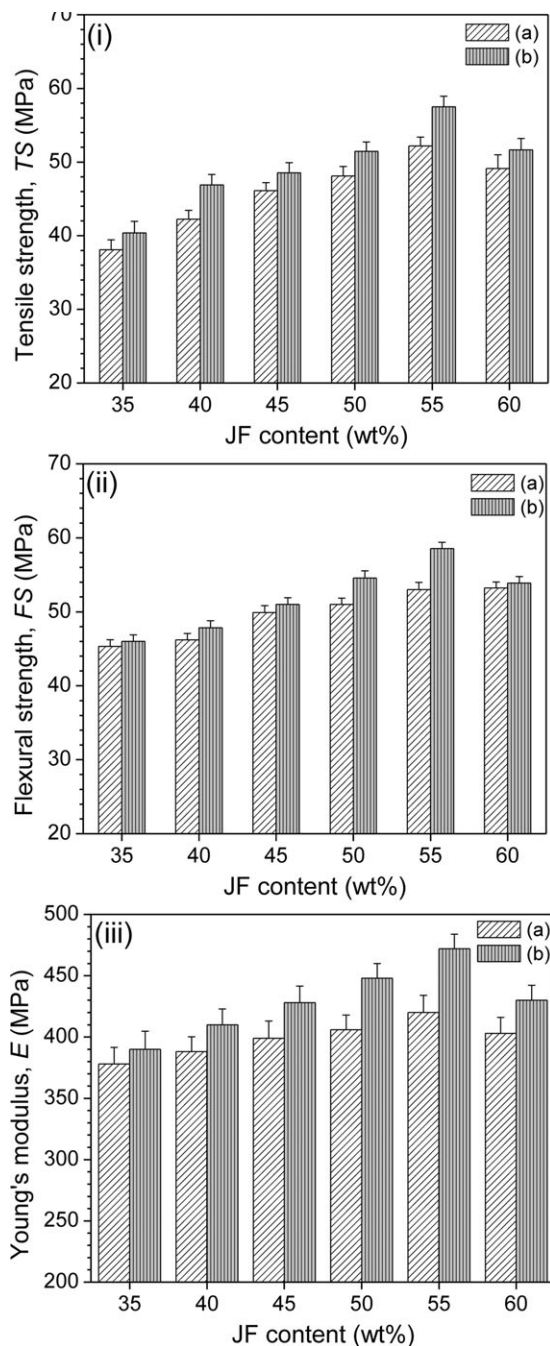 (i)
(a)
(b)
Tensile strength, TS (MPa)
70
60
50
40
30
20
35 40 45 50 55 60
JF content (wt%)
(ii)
(a)
(b)
Flexural strength, FS (MPa)
70
60
50
40
30
20
35 40 45 50 55 60
JF content (wt%)
(iii)
(a)
(b)
Young's modulus, E (MPa)
500
450
400
350
300
250
200
35 40 45 50 55 60
JF content (wt%)